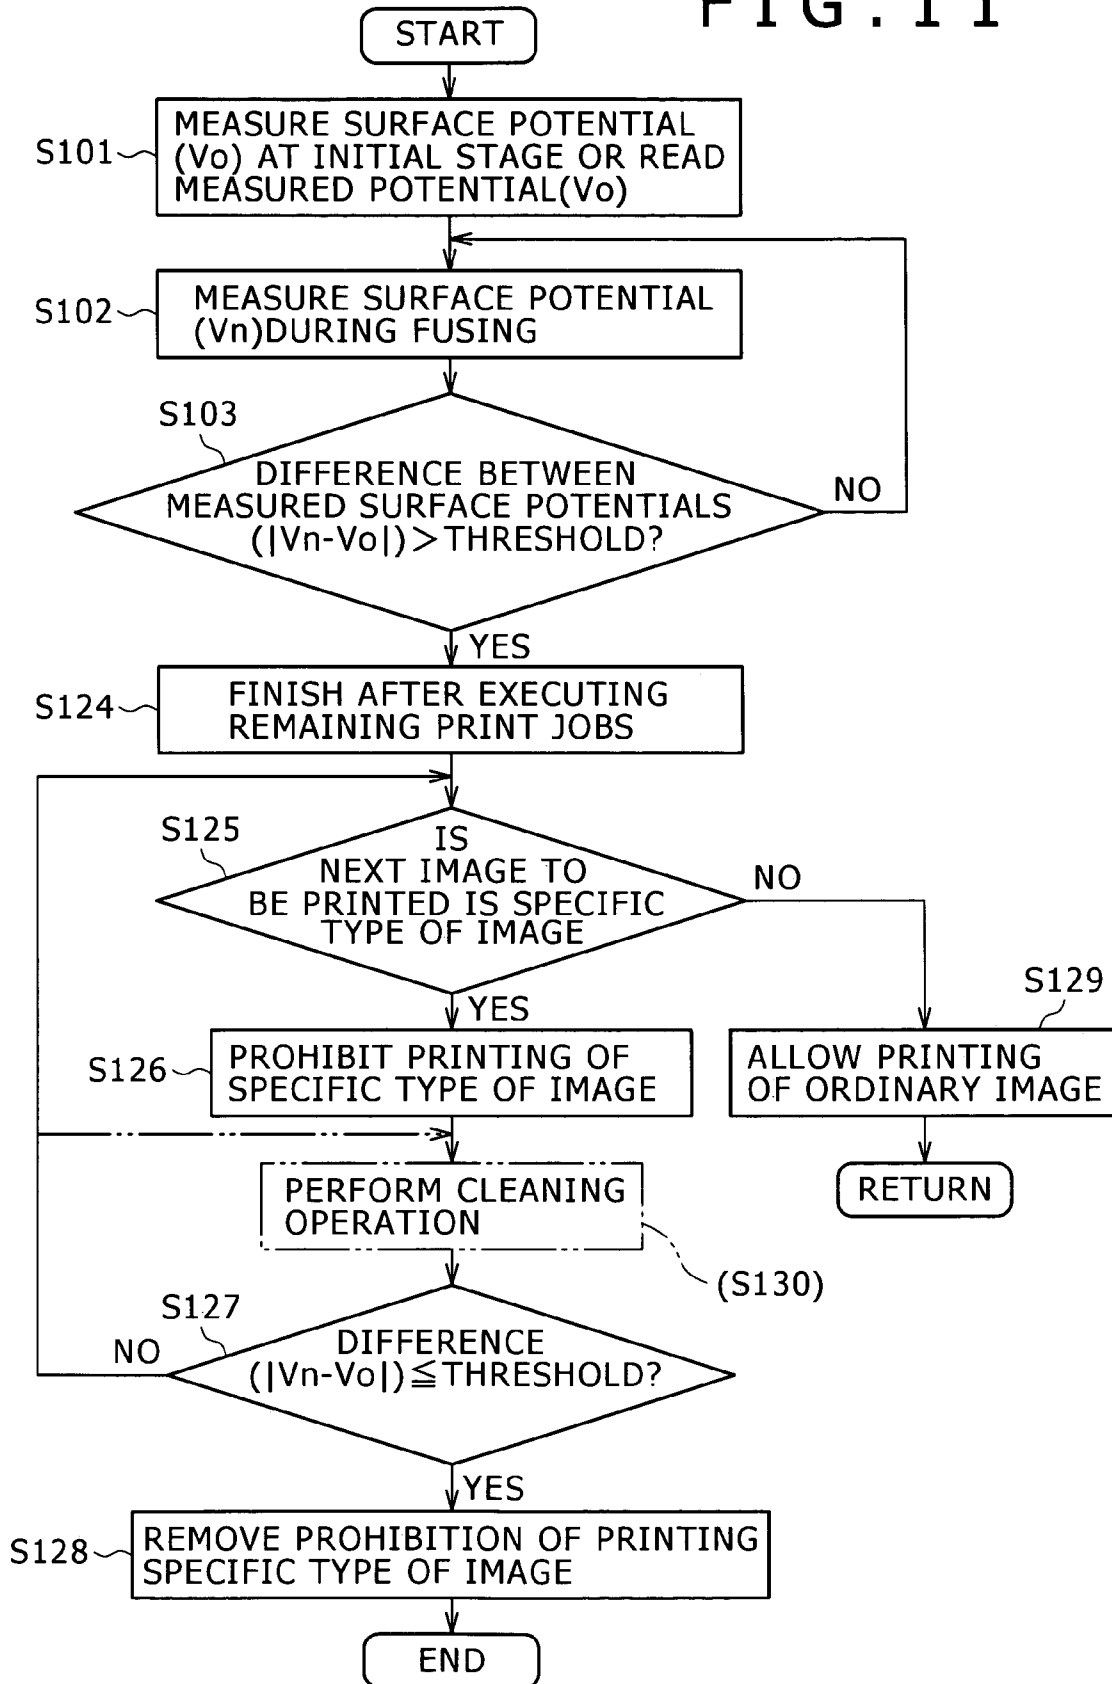 FIG.11
START
S101
MEASURE SURFACE POTENTIAL
(Vo) AT INITIAL STAGE OR READ
MEASURED POTENTIAL(Vo)
S102
MEASURE SURFACE POTENTIAL
(Vn)DURING FUSING
S103
DIFFERENCE BETWEEN
MEASURED SURFACE POTENTIALS
(|Vn-Vo|)>THRESHOLD?
NO
YES
S124
FINISH AFTER EXECUTING
REMAINING PRINT JOBS
S125
IS
NEXT IMAGE TO
BE PRINTED IS SPECIFIC
TYPE OF IMAGE
NO
YES
S129
S126
PROHIBIT PRINTING OF
SPECIFIC TYPE OF IMAGE
ALLOW PRINTING
OF ORDINARY IMAGE
RETURN
PERFORM CLEANING
OPERATION
(S130)
S127
DIFFERENCE
(|Vn-Vo|)≦THRESHOLD?
NO
YES
S128
REMOVE PROHIBITION OF PRINTING
SPECIFIC TYPE OF IMAGE
END